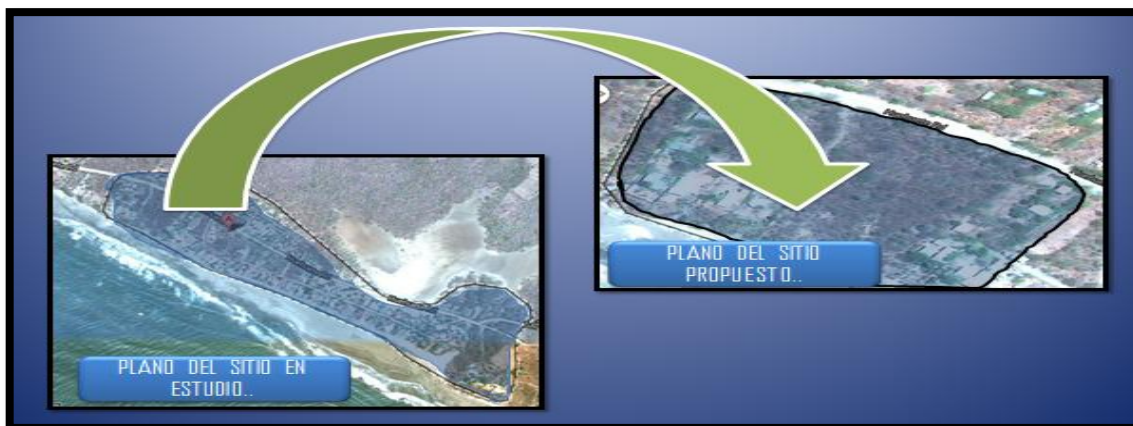 PLANO DEL SITIO EN
ESTUDIO..
PLANO DEL SITIO
PROPUESTO..